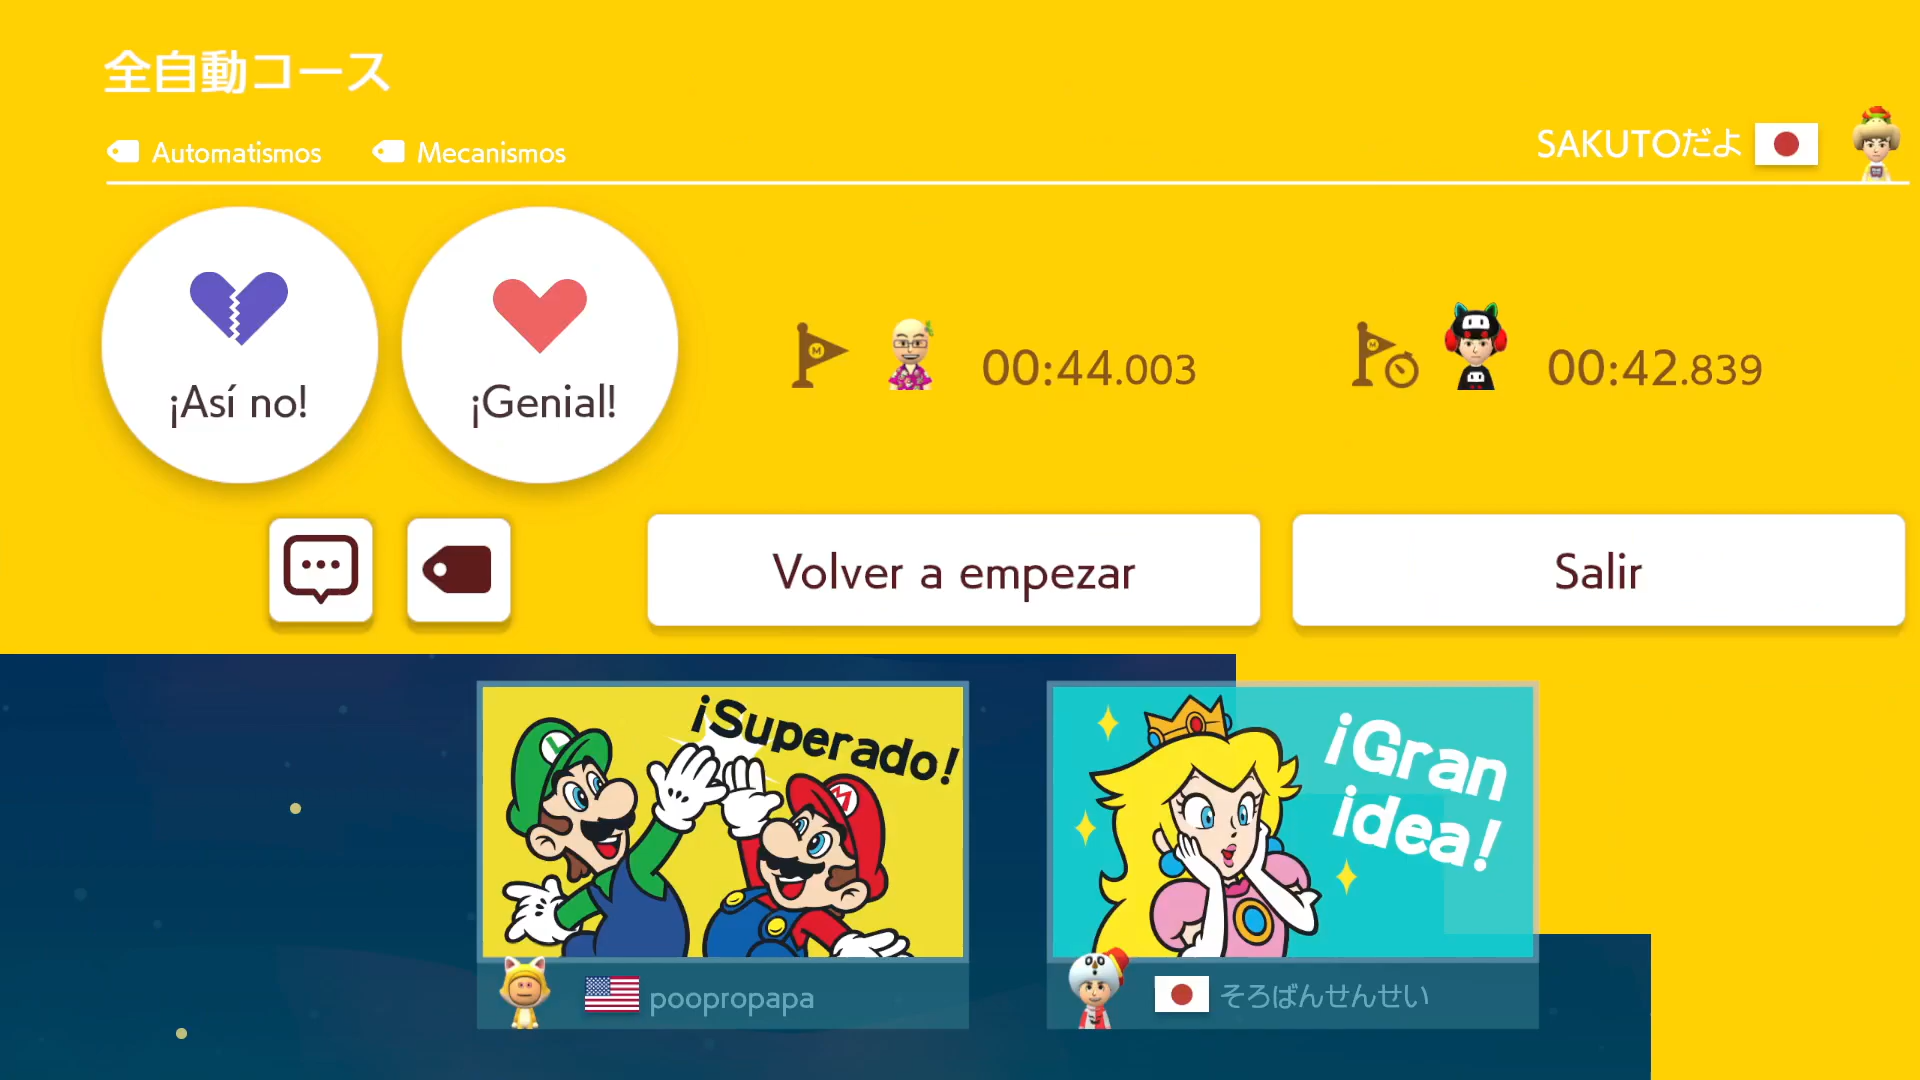 全自動コース
Automatismos Mecanismos
SAKUTOだよ
¡Así no!
¡Genial!
00:44.003
00:42.839
Volver a empezar
Salir
¡Superado!
¡Gran
idea!
poopropapa
そろばんせんせい